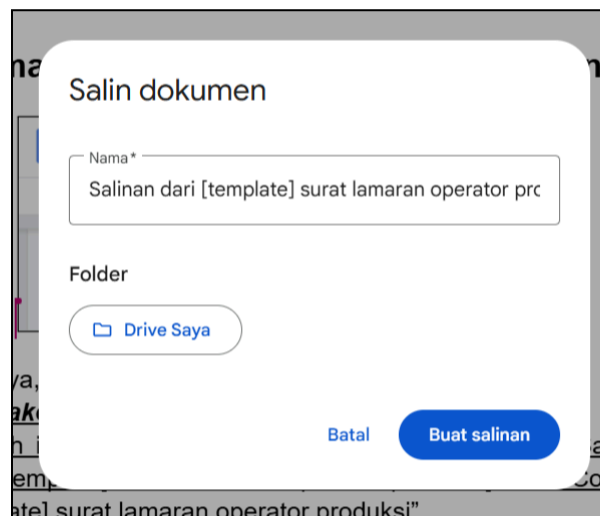 Salin dokumen
Nama*
Salinan dari [template] surat lamaran operator pro
Folder
Drive Saya
ya,
Batal
Buat salinan
ate] surat lamaran operator produksi"